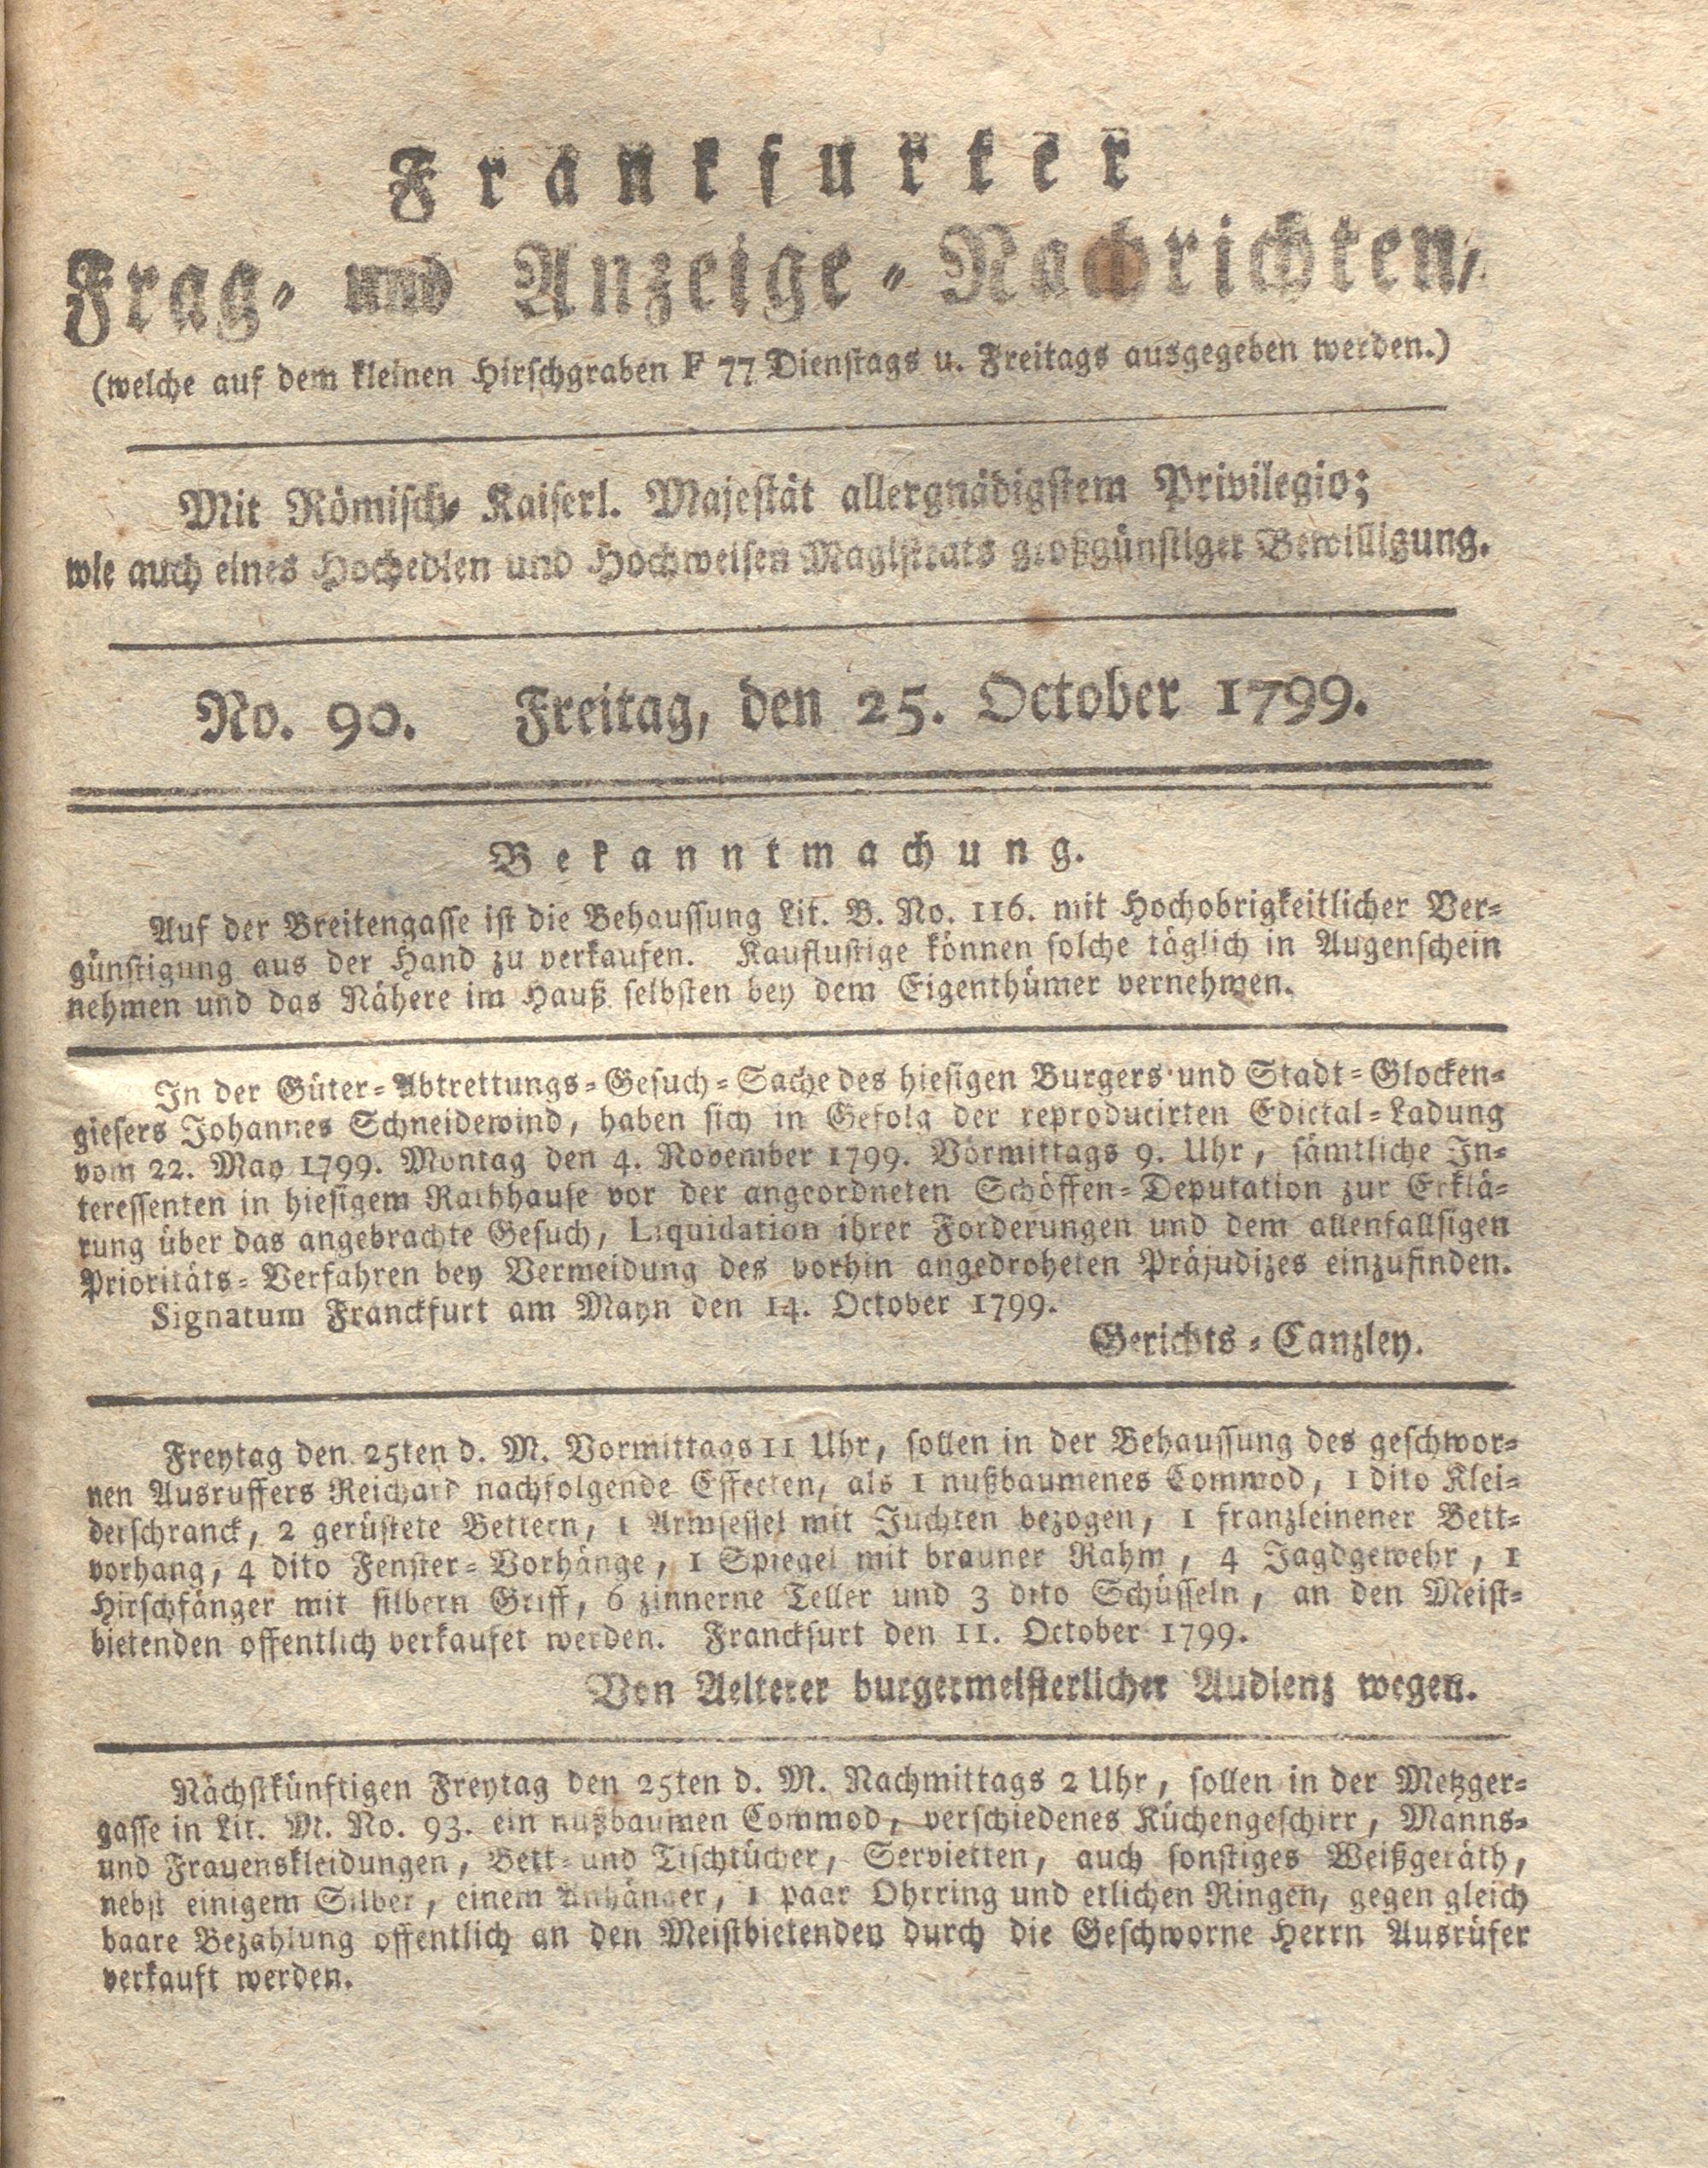 Frankfurter
Frag- und Anzeige-Nachrichten,
(welche auf dem kleinen Hirschgraben F 77 Dienstags u. Freitags ausgegeben werden.)
Mit Römisch- Kaiserl. Majestät allergnädigstem Privilegio;
wie auch eines Hochedlen und Hochweisen Magistrats großgünstiger Bewilligung.
No. 90. Freitag, den 25. October 1799.
Bekanntmachung.
Auf der Breitengasse ist die Behaussung Lit. B. No. 116. mit Hochobrigkeitlicher Ver-
günstigung aus der Hand zu verkaufen. Kauflustige können solche täglich in Augenschein
nehmen und das Nähere im Hauß selbsten bey dem Eigenthümer vernehmen.
In der Güter-Abtrettungs-Gesuch-Sache des hiesigen Burgers und Stadt-Glocken-
giesers Johannes Schneidewind, haben sich in Gefolg der reproducirten Edictal-Ladung
vom 22. May 1799. Montag den 4. November 1799. Vormittags 9. Uhr, sämtliche In-
teressenten in hiesigem Rathhause vor der angeordneten Schöffen-Deputation zur Erklä-
rung über das angebrachte Gesuch, Liquidation ihrer Forderungen und dem allenfallsigen
Prioritäts-Verfahren bey Vermeidung des vorhin angedroheten Präjudizes einzufinden.
Signatum Franckfurt am Mayn den 14. October 1799.
Gerichts-Canzley.
Freytag den 25ten d. M. Vormittags 11 Uhr, sollen in der Behaussung des geschwor-
nen Ausruffers Reichard nachfolgende Effecten, als 1 nußbaumenes Commod, 1 dito Klei-
derschranck, 2 gerüstete Bettern, 1 Armsessel mit Juchten bezogen, 1 franzleinener Bett-
vorhang, 4 dito Fenster-Vorhänge, 1 Spiegel mit brauner Rahm, 4 Jagdgewehr, 1
Hirschfänger mit silbern Griff, 6 zinnerne Teller und 3 dito Schüsseln, an den Meist-
bietenden offentlich verkaufet werden. Franckfurt den 11. October 1799.
Von Aelterer burgermeisterlicher Audienz wegen.
Nächstkünftigen Freytag den 25ten d. M. Nachmittags 2 Uhr, sollen in der Metzger-
gasse in Lit. M. No. 93. ein nußbaumen Commod, verschiedenes Küchengeschirr, Manns-
und Frauenskleidungen, Bett- und Tischtücher, Servietten, auch sonstiges Weißgeräth,
nebst einigem Silber, einem Anhänger, 1 paar Ohrring und etlichen Ringen, gegen gleich
baare Bezahlung offentlich an den Meistbietenden durch die Geschworne Herrn Ausrüfer
verkauft werden.